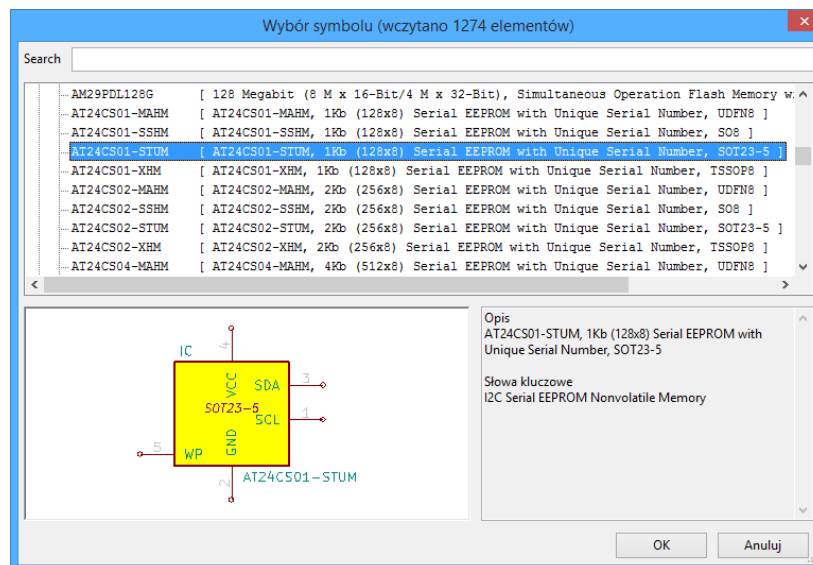 Wybór symbolu (wczytano 1274 elementów)
Search
AM29PDL128G [ 128 Megabit (8 M x 16-Bit/4 M x 32-Bit), Simultaneous Operation Flash Memory
AT24CS01-MAHM [ AT24CS01-MAHM, 1Kb (128x8) Serial EEPROM with Unique Serial Number, UDFN8 ]
AT24CS01-SSHM [ AT24CS01-SSHM, 1Kb (128x8) Serial EEPROM with Unique Serial Number, SO8 ]
AT24CS01-STUM [ AT24CS01-STUM, 1Kb (128x8) Serial EEPROM with Unique Serial Number, SOT23-5 ]
AT24CS01-XHM [ AT24CS01-XHM, 1Kb (128x8) Serial EEPROM with Unique Serial Number, TSSOP8 ]
AT24CS02-MAHM [ AT24CS02-MAHM, 2Kb (256x8) Serial EEPROM with Unique Serial Number, UDFN8 ]
AT24CS02-SSHM [ AT24CS02-SSHM, 2Kb (256x8) Serial EEPROM with Unique Serial Number, SO8 ]
AT24CS02-STUM [ AT24CS02-STUM, 2Kb (256x8) Serial EEPROM with Unique Serial Number, SOT23-5 ]
AT24CS02-XHM [ AT24CS02-XHM, 2Kb (256x8) Serial EEPROM with Unique Serial Number, TSSOP8 ]
AT24CS04-MAHM [ AT24CS04-MAHM, 4Kb (512x8) Serial EEPROM with Unique Serial Number, UDFN8 ]
IC
4
VCC
SDA
3
SOT23-5
SCL
1
5
WP
GND
2
AT24CS01-STUM
Opis
AT24CS01-STUM, 1Kb (128x8) Serial EEPROM with
Unique Serial Number, SOT23-5
Słowa kluczowe
I2C Serial EEPROM Nonvolatile Memory
OK
Anuluj